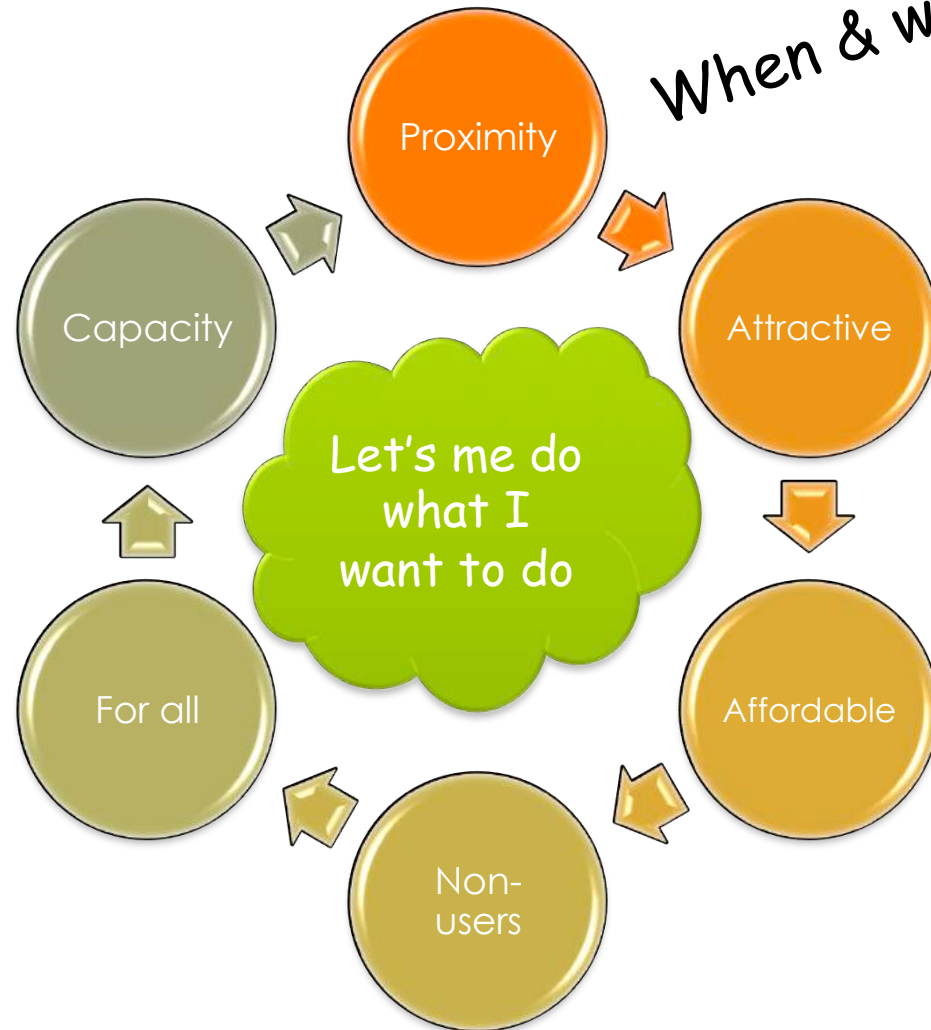 When & w
Proximity
Attractive
Affordable
Non-
users
For all
Capacity
Let's me do
what I
want to do